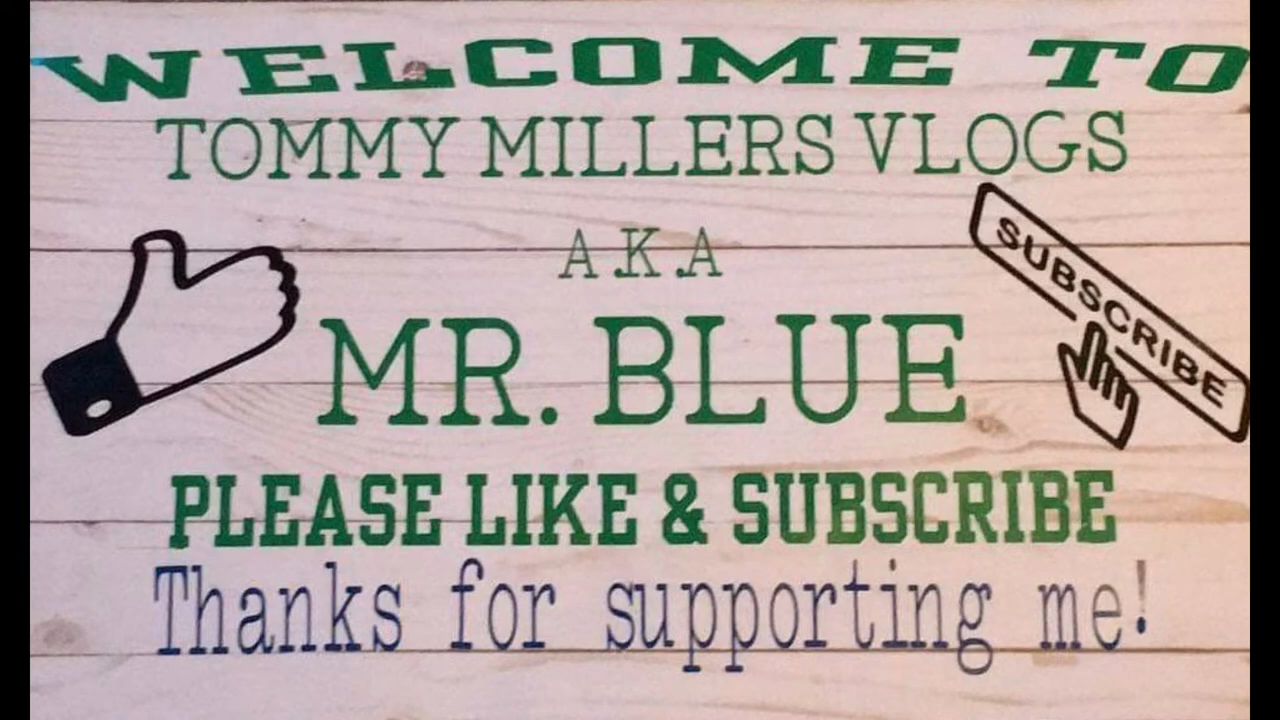 WELCOME TO
TOMMY MILLERS VLOGS
A.K.A
MR. BLUE
SUBSCRIBE
PLEASE LIKE & SUBSCRIBE
Thanks for supporting me!